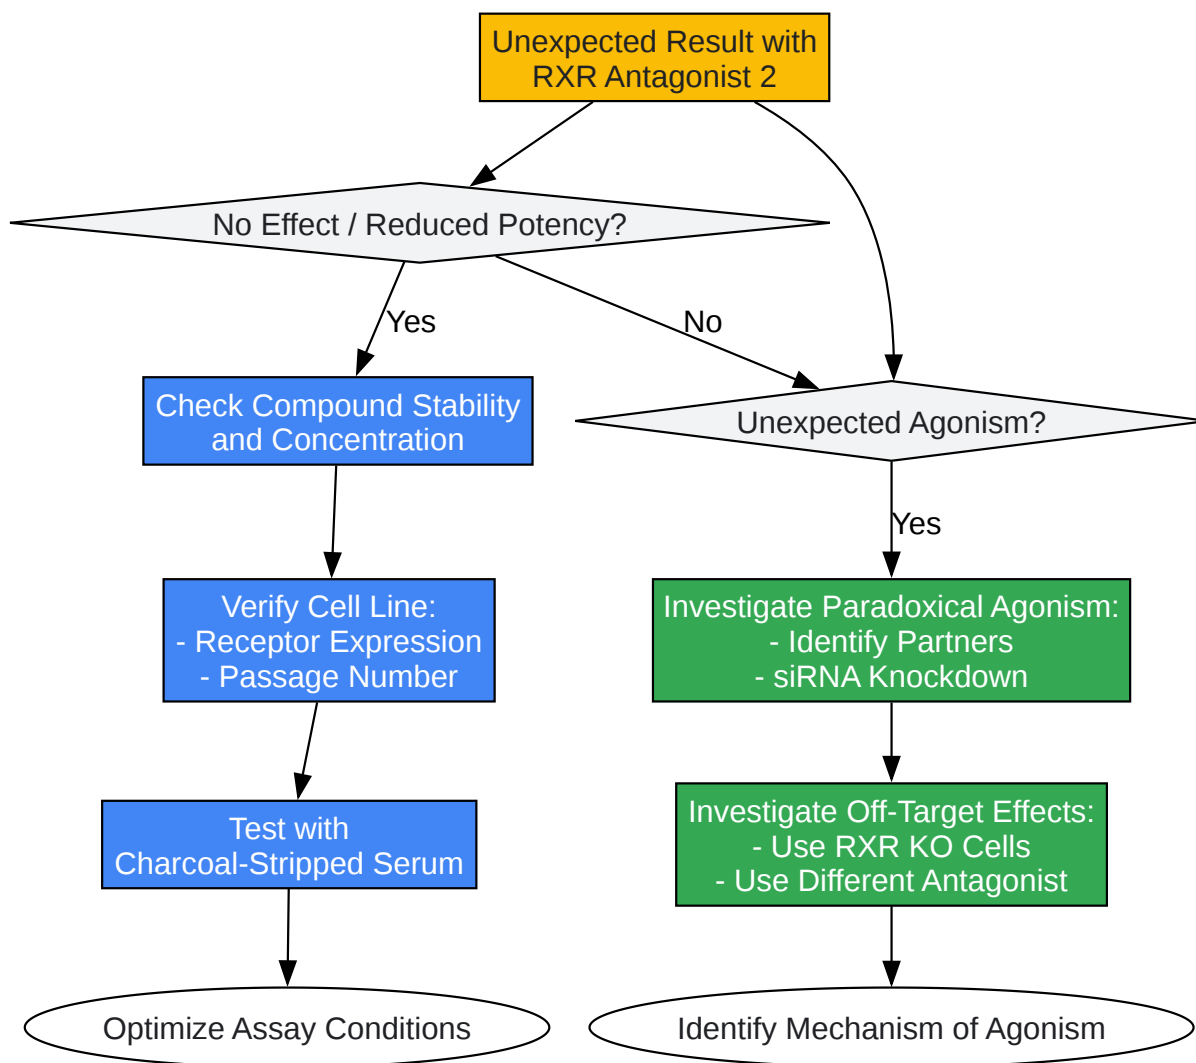 Unexpected Result with
RXR Antagonist 2
No Effect / Reduced Potency?
Yes
No
Check Compound Stability
and Concentration
Unexpected Agonism?
Yes
Verify Cell Line:
- Receptor Expression
- Passage Number
Investigate Paradoxical Agonism:
- Identify Partners
- siRNA Knockdown
Test with
Charcoal-Stripped Serum
Investigate Off-Target Effects:
- Use RXR KO Cells
- Use Different Antagonist
Optimize Assay Conditions
Identify Mechanism of Agonism